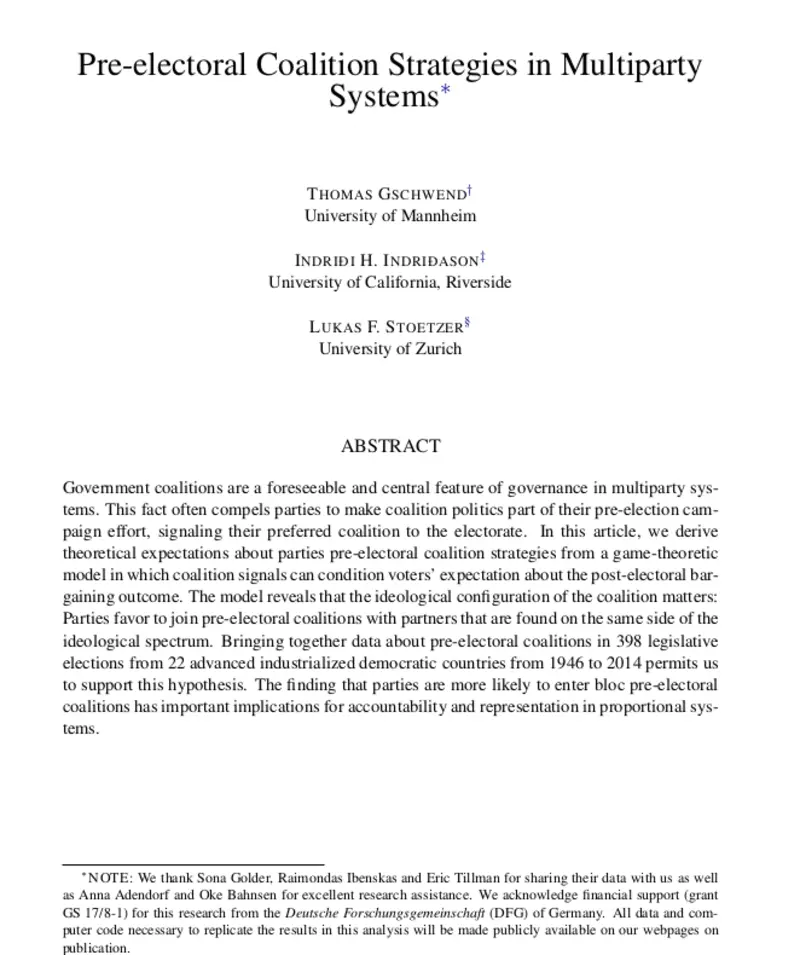 Pre-electoral Coalition Strategies in Multiparty
Systems*
THOMAS GSCHWEND†
University of Mannheim
INDRIÐI H. INDRIÐASON‡
University of California, Riverside
LUKAS F. STOETZER§
University of Zurich
ABSTRACT
Government coalitions are a foreseeable and central feature of governance in multiparty sys-
tems. This fact often compels parties to make coalition politics part of their pre-election cam-
paign effort, signaling their preferred coalition to the electorate. In this article, we derive
theoretical expectations about parties pre-electoral coalition strategies from a game-theoretic
model in which coalition signals can condition voters' expectation about the post-electoral bar-
gaining outcome. The model reveals that the ideological configuration of the coalition matters:
Parties favor to join pre-electoral coalitions with partners that are found on the same side of the
ideological spectrum. Bringing together data about pre-electoral coalitions in 398 legislative
elections from 22 advanced industrialized democratic countries from 1946 to 2014 permits us
to support this hypothesis. The finding that parties are more likely to enter bloc pre-electoral
coalitions has important implications for accountability and representation in proportional sys-
tems.
*NOTE: We thank Sona Golder, Raimondas Ibenskas and Eric Tillman for sharing their data with us as well
as Anna Adendorf and Oke Bahnsen for excellent research assistance. We acknowledge financial support (grant
GS 17/8-1) for this research from the Deutsche Forschungsgemeinschaft (DFG) of Germany. All data and com-
puter code necessary to replicate the results in this analysis will be made publicly available on our webpages on
publication.